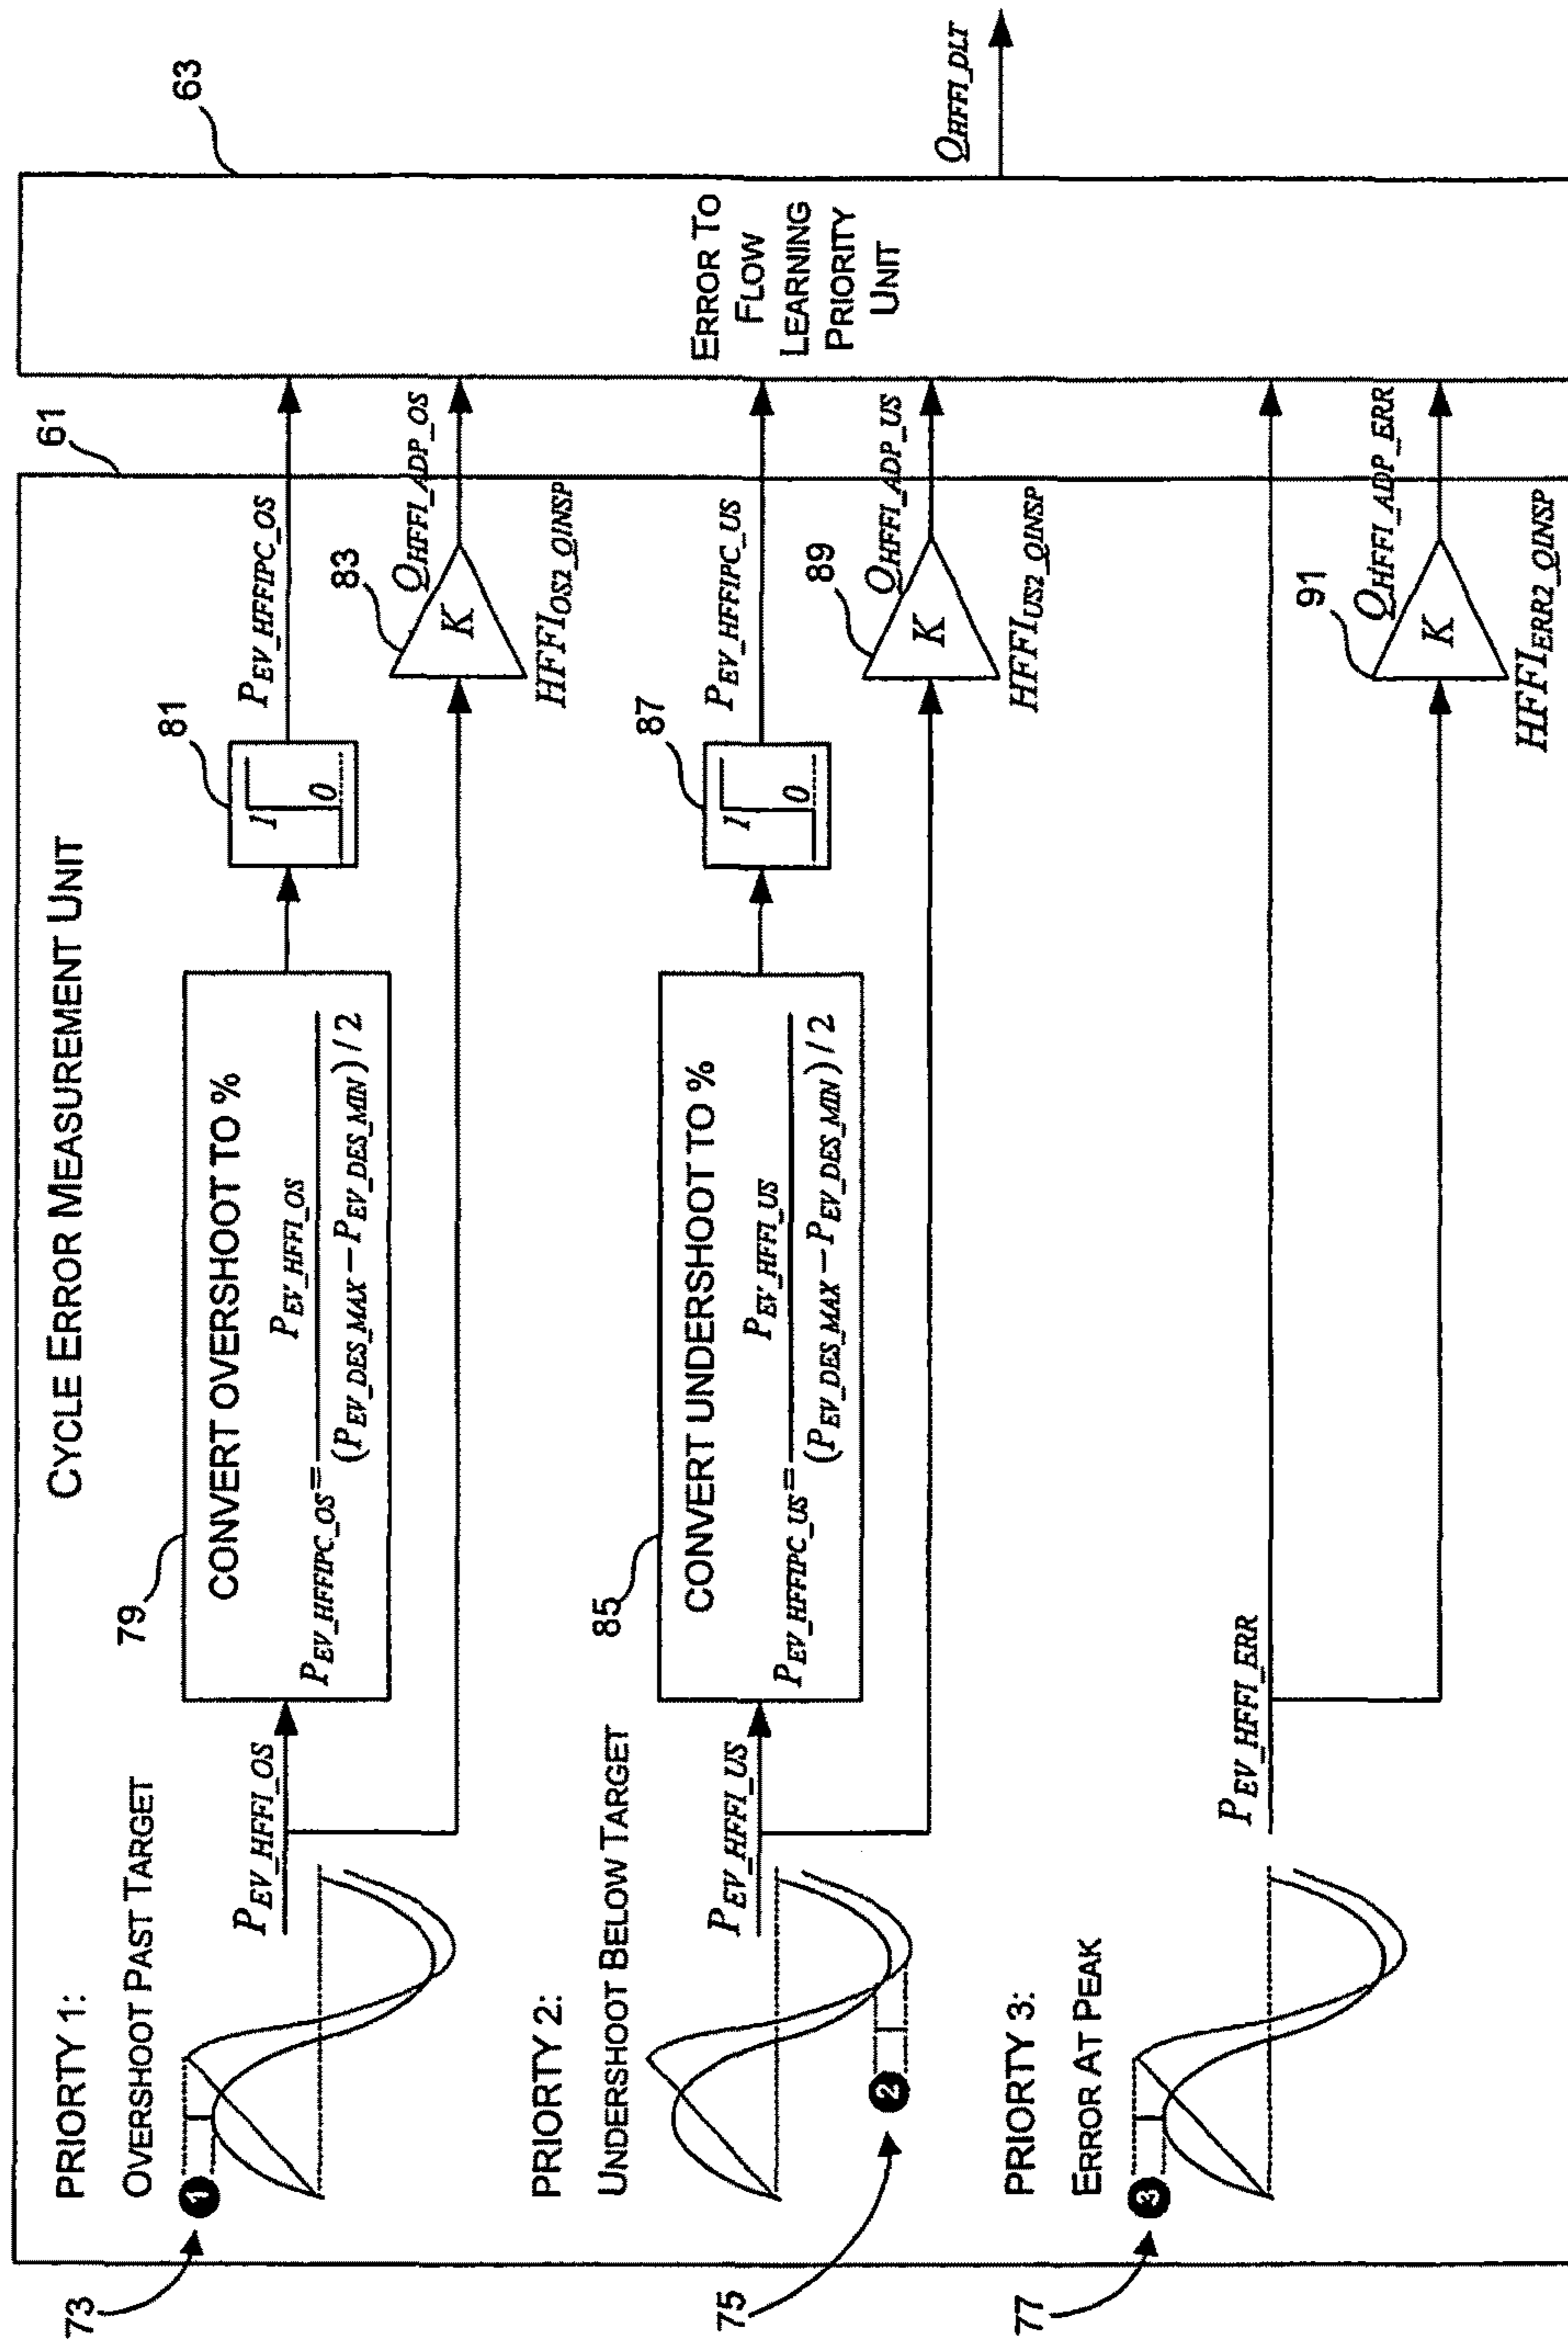 CYCLE ERROR MEASUREMENT UNIT
61
63
PRIORTY 1:
OVERSHOOT PAST TARGET
73
1
P_EV_HFFI_OS
79
CONVERT OVERSHOOT TO %
P_EV_HFFIPC_OS = P_EV_HFFI_OS / (P_EV_DES_MAX − P_EV_DES_MIN) / 2
81
1
0
P_EV_HFFIPC_OS
83
K
Q_HFFI_ADP_OS
HFFI_OS2_QINSP
PRIORITY 2:
UNDERSHOOT BELOW TARGET
75
2
P_EV_HFFI_US
85
CONVERT UNDERSHOOT TO %
P_EV_HFFIPC_US = P_EV_HFFI_US / (P_EV_DES_MAX − P_EV_DES_MIN) / 2
87
1
0
P_EV_HFFIPC_US
89
K
Q_HFFI_ADP_US
HFFI_US2_QINSP
PRIORITY 3:
ERROR AT PEAK
77
3
P_EV_HFFI_ERR
91
K
Q_HFFI_ADP_ERR
HFFI_ERR2_QINSP
ERROR TO
FLOW
LEARNING
PRIORITY
UNIT
Q_HFFI_DLT